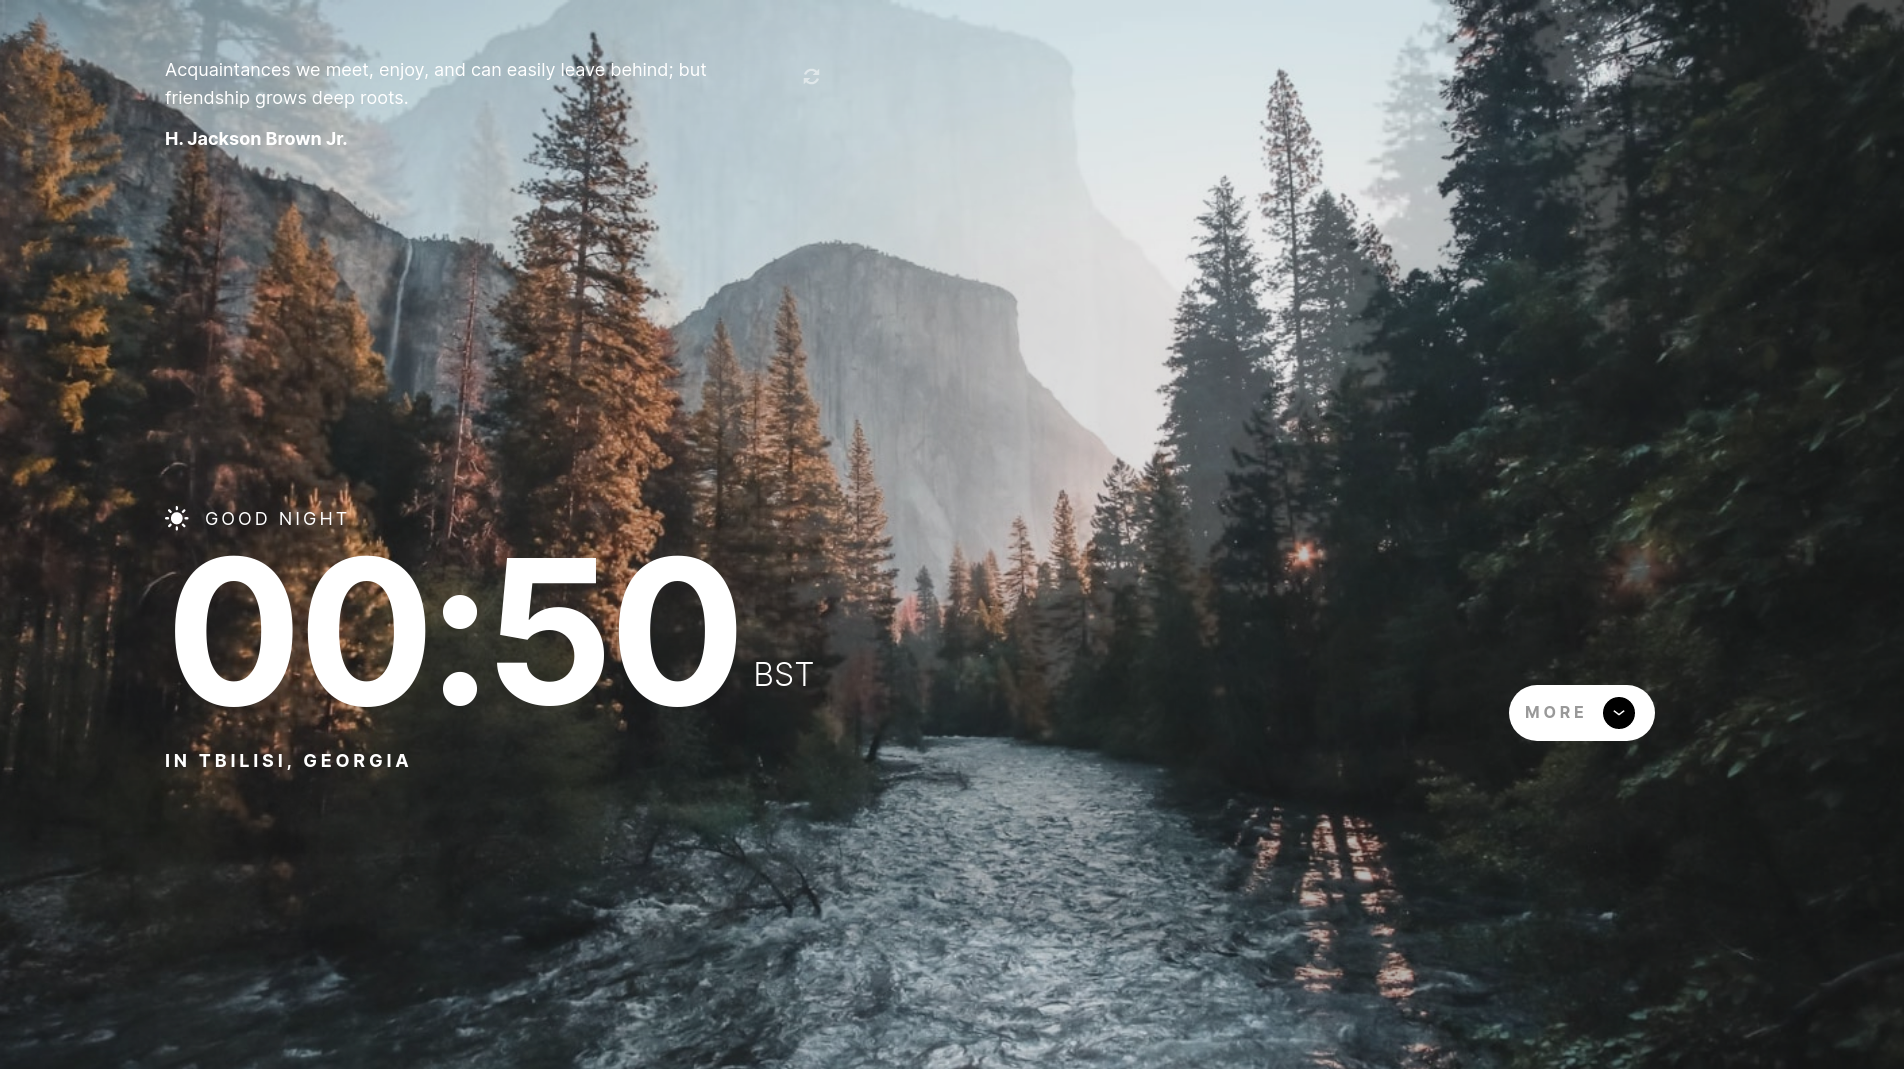 Acquaintances we meet, enjoy, and can easily leave behind; but
friendship grows deep roots.
H. Jackson Brown Jr.
GOOD NIGHT
00:50 BST
IN TBILISI, GEORGIA
MORE